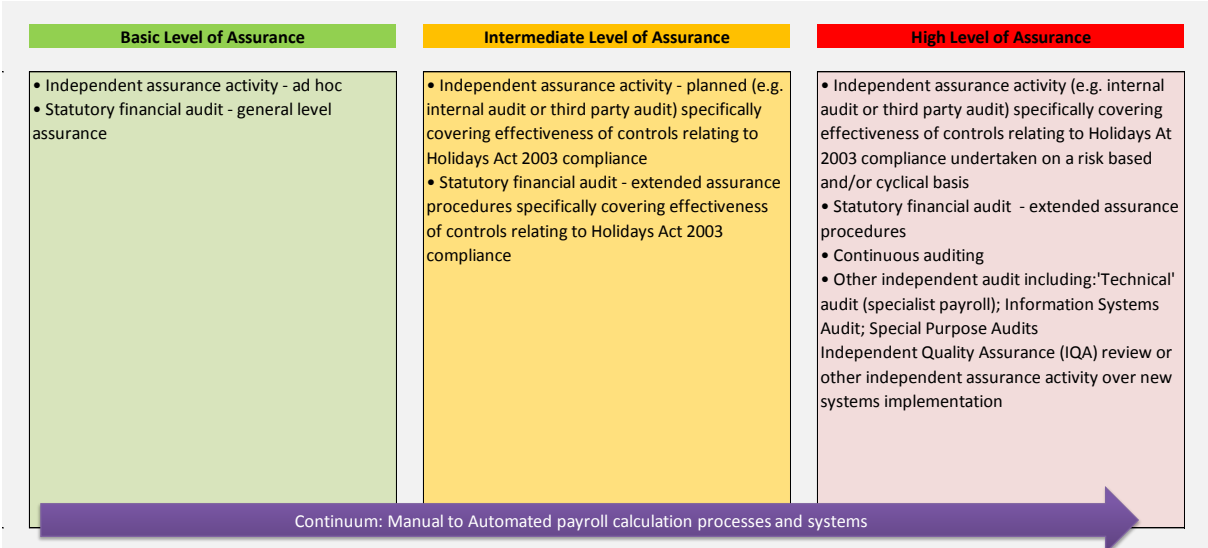 Basic Level of Assurance
Intermediate Level of Assurance
High Level of Assurance
• Independent assurance activity - ad hoc
• Statutory financial audit - general level
assurance
• Independent assurance activity - planned (e.g.
internal audit or third party audit) specifically
covering effectiveness of controls relating to
Holidays Act 2003 compliance
• Statutory financial audit - extended assurance
procedures specifically covering effectiveness
of controls relating to Holidays Act 2003
compliance
• Independent assurance activity (e.g. internal
audit or third party audit) specifically covering
effectiveness of controls relating to Holidays At
2003 compliance undertaken on a risk based
and/or cyclical basis
• Statutory financial audit  - extended assurance
procedures
• Continuous auditing
• Other independent audit including:'Technical'
audit (specialist payroll); Information Systems
Audit; Special Purpose Audits
Independent Quality Assurance (IQA) review or
other independent assurance activity over new
systems implementation
Continuum: Manual to Automated payroll calculation processes and systems